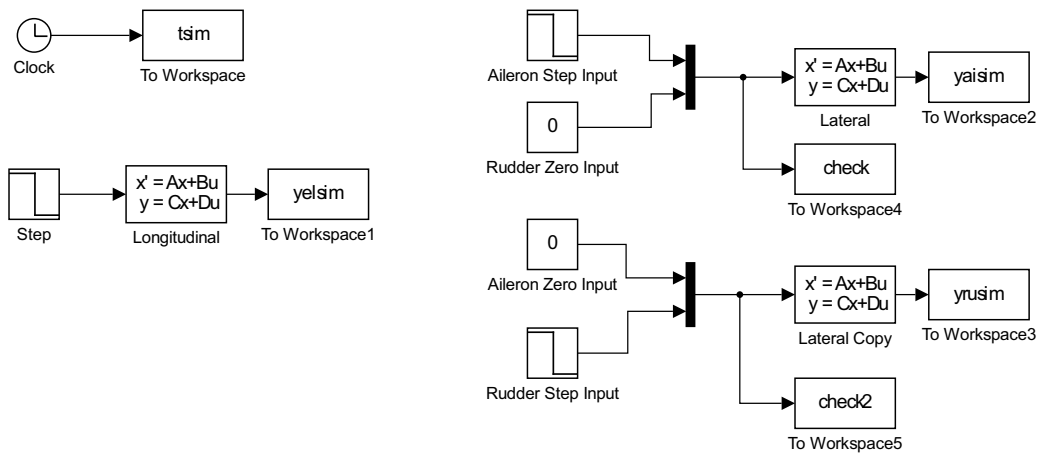 tsim
Clock
To Workspace
x' = Ax+Bu
y = Cx+Du
yelsim
Step
Longitudinal
To Workspace1
Aileron Step Input
0
Rudder Zero Input
x' = Ax+Bu
y = Cx+Du
Lateral
yaisim
To Workspace2
check
To Workspace4
0
Aileron Zero Input
Rudder Step Input
x' = Ax+Bu
y = Cx+Du
Lateral Copy
yrusim
To Workspace3
check2
To Workspace5